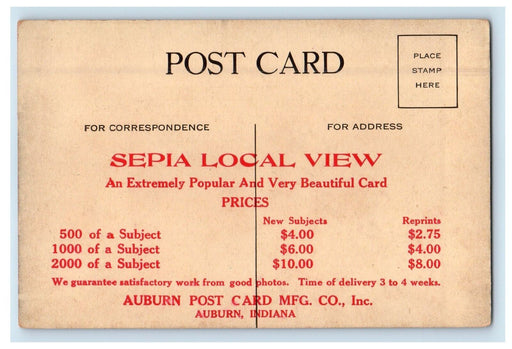 POST CARD
PLACE
STAMP
HERE
FOR CORRESPONDENCE
FOR ADDRESS
SEPIA LOCAL VIEW
An Extremely Popular And Very Beautiful Card
PRICES
New Subjects Reprints
500 of a Subject $4.00 $2.75
1000 of a Subject $6.00 $4.00
2000 of a Subject $10.00 $8.00
We guarantee satisfactory work from good photos. Time of delivery 3 to 4 weeks.
AUBURN POST CARD MFG. CO., Inc.
AUBURN, INDIANA